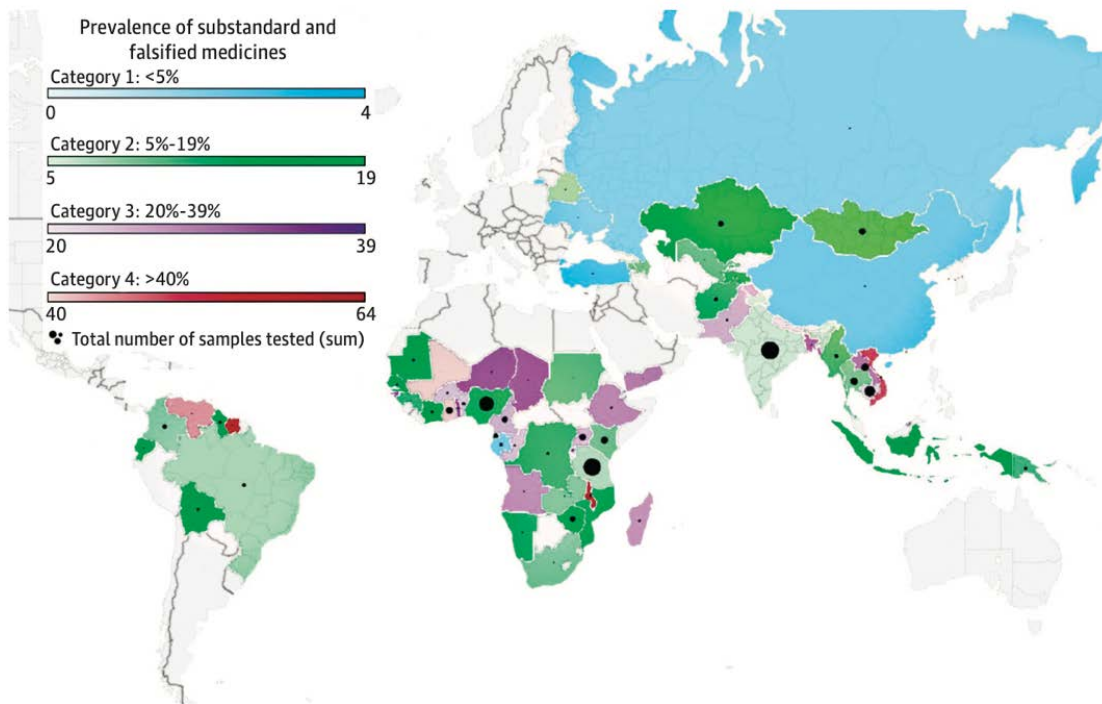 Prevalence of substandard and
falsified medicines
Category 1: <5%
0 4
Category 2: 5%-19%
5 19
Category 3: 20%-39%
20 39
Category 4: >40%
40 64
Total number of samples tested (sum)